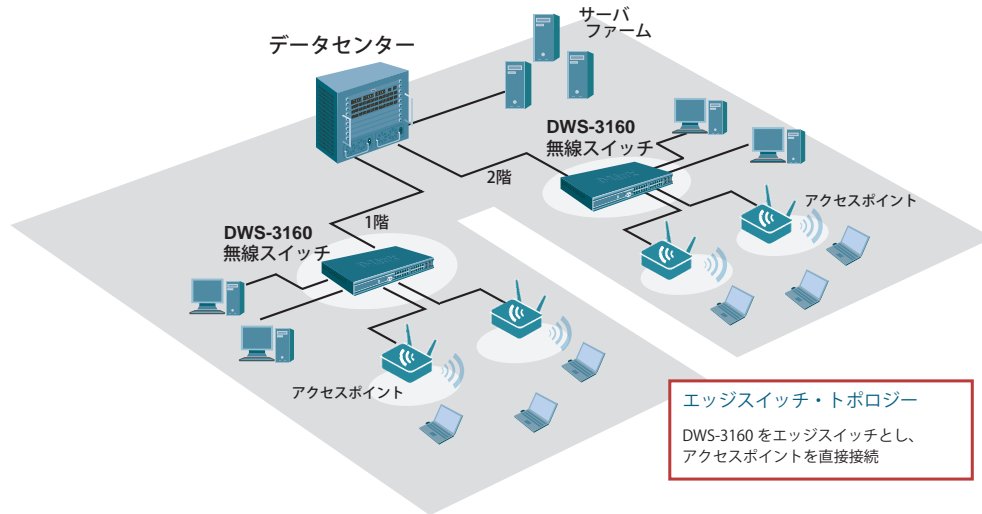 サーバ
ファーム
データセンター
DWS-3160
無線スイッチ
2階
アクセスポイント
1階
DWS-3160
無線スイッチ
アクセスポイント
エッジスイッチ・トポロジー
DWS-3160 をエッジスイッチとし、
アクセスポイントを直接接続